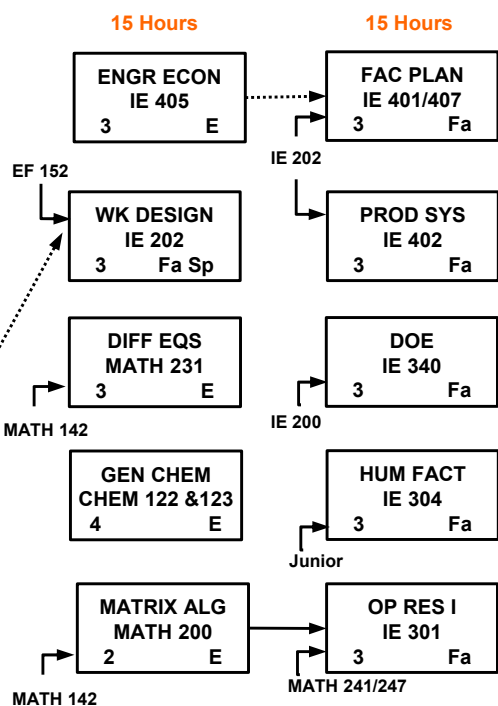 15 Hours
ENGR ECON
IE 405
3 E
EF 152
WK DESIGN
IE 202
3 Fa Sp
DIFF EQS
MATH 231
3 E
MATH 142
GEN CHEM
CHEM 122 &123
4 E
MATRIX ALG
MATH 200
2 E
MATH 142
15 Hours
FAC PLAN
IE 401/407
3 Fa
IE 202
PROD SYS
IE 402
3 Fa
DOE
IE 340
3 Fa
IE 200
HUM FACT
IE 304
3 Fa
Junior
OP RES I
IE 301
3 Fa
MATH 241/247